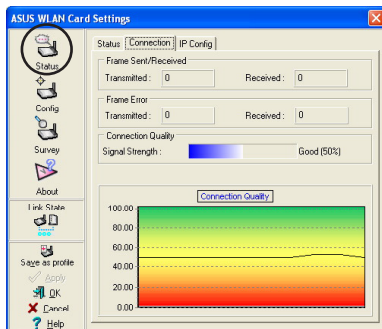 ASUS WLAN Card Settings
Status
Config
Survey
About
Link State
Save as profile
Apply
OK
Cancel
Help
Status Connection IP Config
Frame Sent/Received
Transmitted : 0 Received : 0
Frame Error
Transmitted : 0 Received : 0
Connection Quality
Signal Strength : Good (50%)
Connection Quality
100.00
80.00
60.00
40.00
20.00
0.00